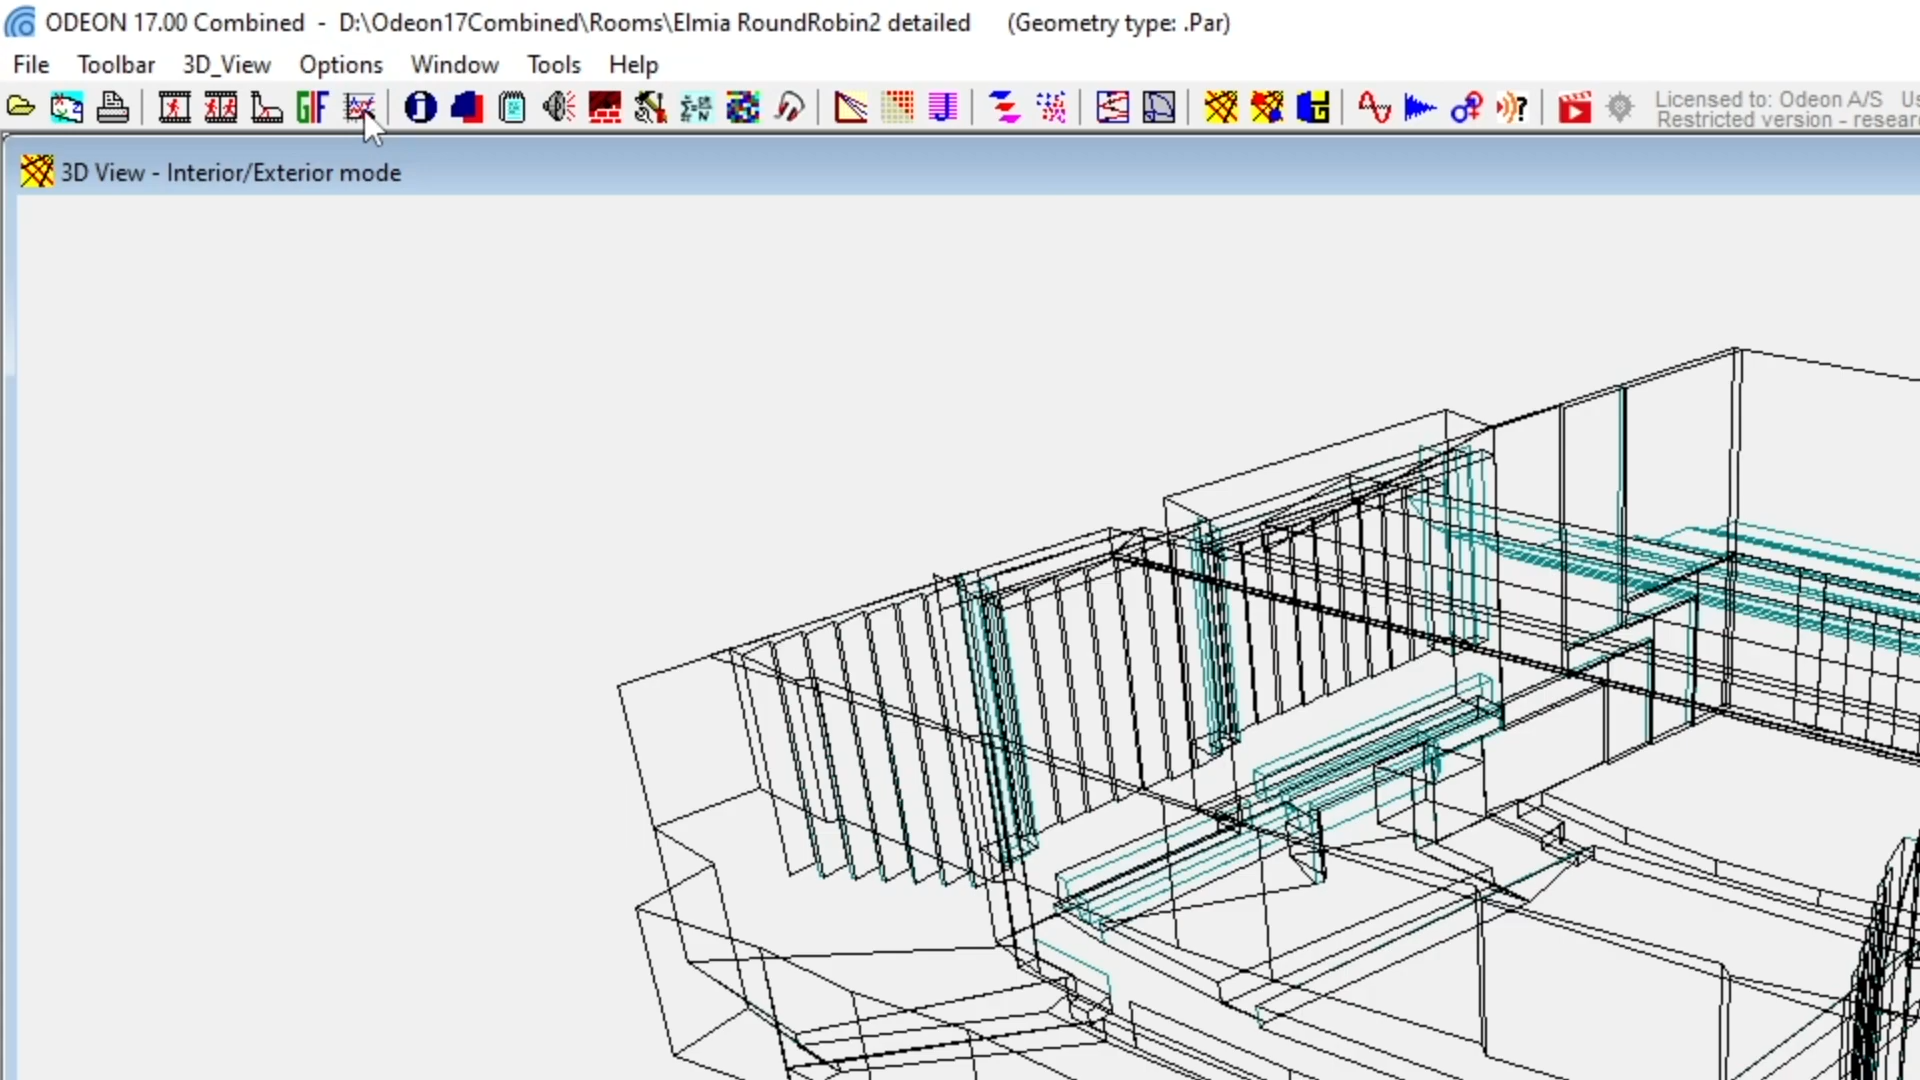 ODEON 17.00 Combined - D:\Odeon17Combined\Rooms\Elmia RoundRobin2 detailed (Geometry type: .Par)
File Toolbar 3D_View Options Window Tools Help
GIF
Licensed to: Odeon A/S
Restricted version -
3D View - Interior/Exterior mode